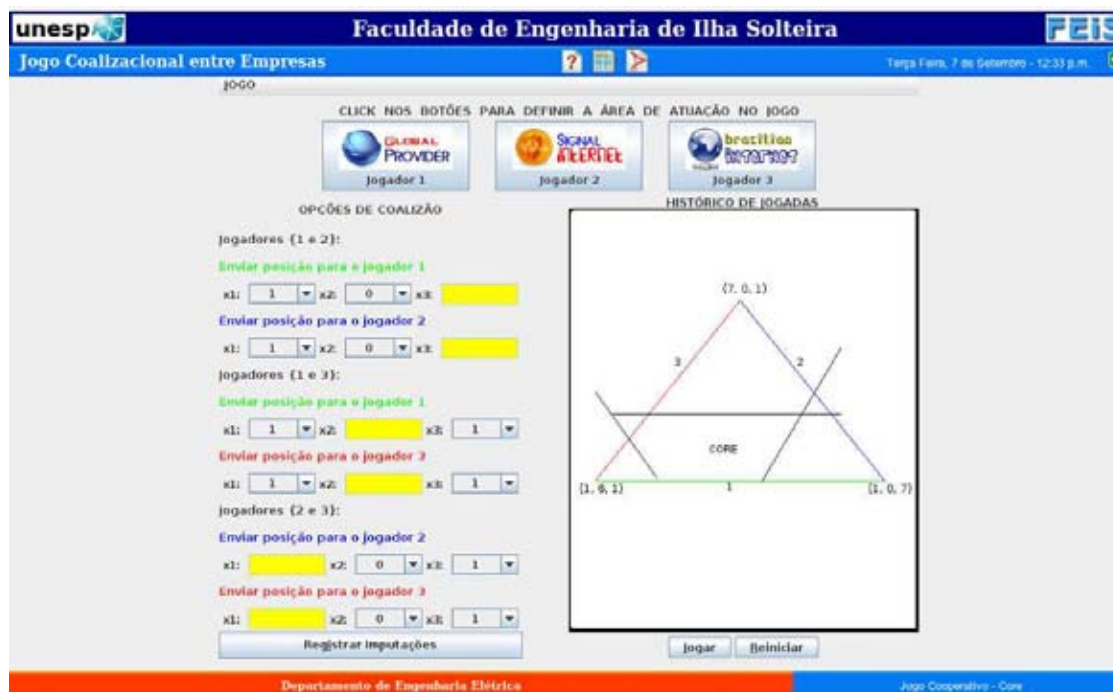 unesp
Faculdade de Engenharia de Ilha Solteira
FEIS
Jogo Coalizacional entre Empresas
?
Terça Feira, 7 de Setembro - 12:33 p.m.
JOGO
CLICK NOS BOTÕES PARA DEFINIR A ÁREA DE ATUAÇÃO NO JOGO
GLOBAL PROVIDER
SIGNAL INTERNET
brazilian INTERNET
Jogador 1
Jogador 2
Jogador 3
OPCÕES DE COALIZÃO
HISTÓRICO DE JOGADAS
Jogadores {1 e 2}:
Enviar posição para o jogador 1
x1: 1 x2: 0 x3:
Enviar posição para o jogador 2
x1: 1 x2: 0 x3:
Jogadores {1 e 3}:
Enviar posição para o jogador 1
x1: 1 x2: x3: 1
Enviar posição para o jogador 3
x1: 1 x2: x3: 1
Jogadores {2 e 3}:
Enviar posição para o jogador 2
x1: x2: 0 x3: 1
Enviar posição para o jogador 3
x1: x2: 0 x3: 1
Registrar Imputações
(7, 0, 1)
3
2
CORE
(1, 6, 1)
1
(1, 0, 7)
Jogar
Reiniciar
Departamento de Engenharia Elétrica
Jogo Cooperativo - Core